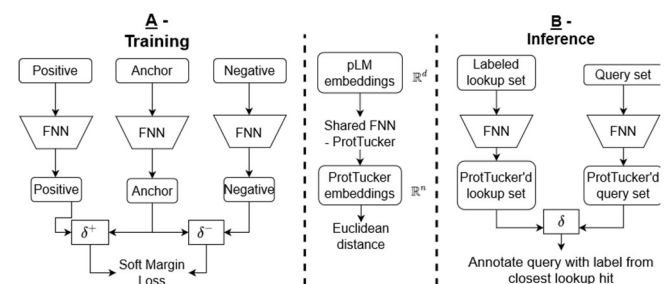 A -
Training
Positive
Anchor
Negative
FNN
FNN
FNN
Positive
Anchor
Negative
δ⁺
δ⁻
Soft Margin
Loss
pLM
embeddings
ℝᵈ
Shared FNN
- ProtTucker
ProtTucker
embeddings
ℝⁿ
Euclidean
distance
B -
Inference
Labeled
lookup set
Query set
FNN
FNN
ProtTucker'd
lookup set
ProtTucker'd
query set
δ
Annotate query with label from
closest lookup hit